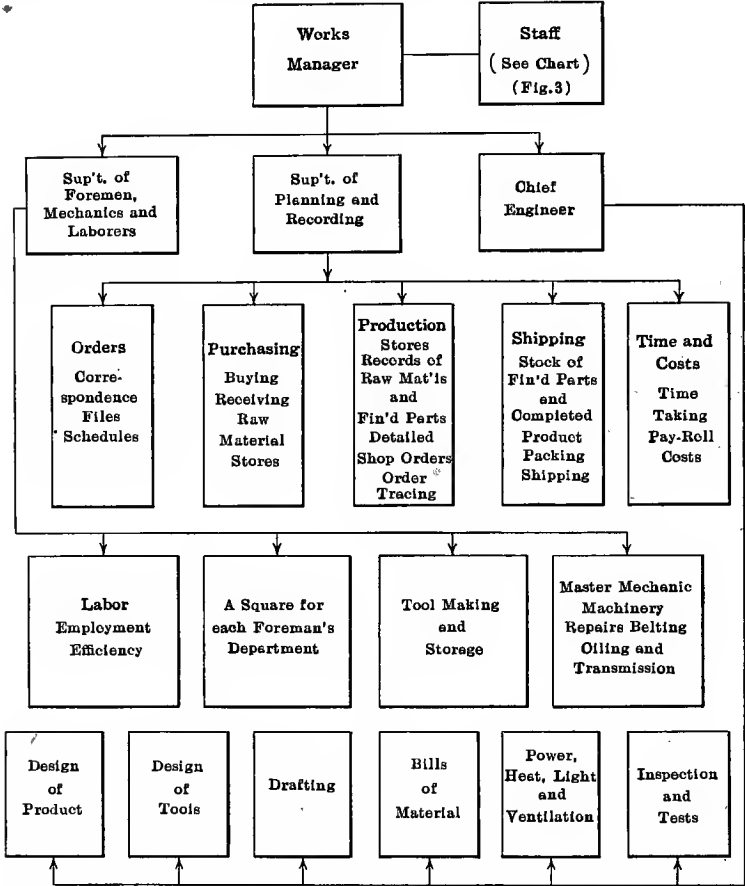 Works
Manager
Staff
(See Chart)
(Fig.3)
Sup't. of
Foremen,
Mechanics and
Laborers
Sup't. of
Planning and
Recording
Chief
Engineer
Orders
Corre-
spondence
Files
Schedules
Purchasing
Buying
Receiving
Raw
Material
Stores
Production
Stores
Records of
Raw Mat'ls
and
Fin'd Parts
Detailed
Shop Orders
Order
Tracing
Shipping
Stock of
Fin'd Parts
and
Completed
Product
Packing
Shipping
Time and
Costs
Time
Taking
Pay-Roll
Costs
Labor
Employment
Efficiency
A Square for
each Foreman's
Department
Tool Making
and
Storage
Master Mechanic
Machinery
Repairs Belting
Oiling and
Transmission
Design
of
Product
Design
of
Tools
Drafting
Bills
of
Material
Power,
Heat, Light
and
Ventilation
Inspection
and
Tests